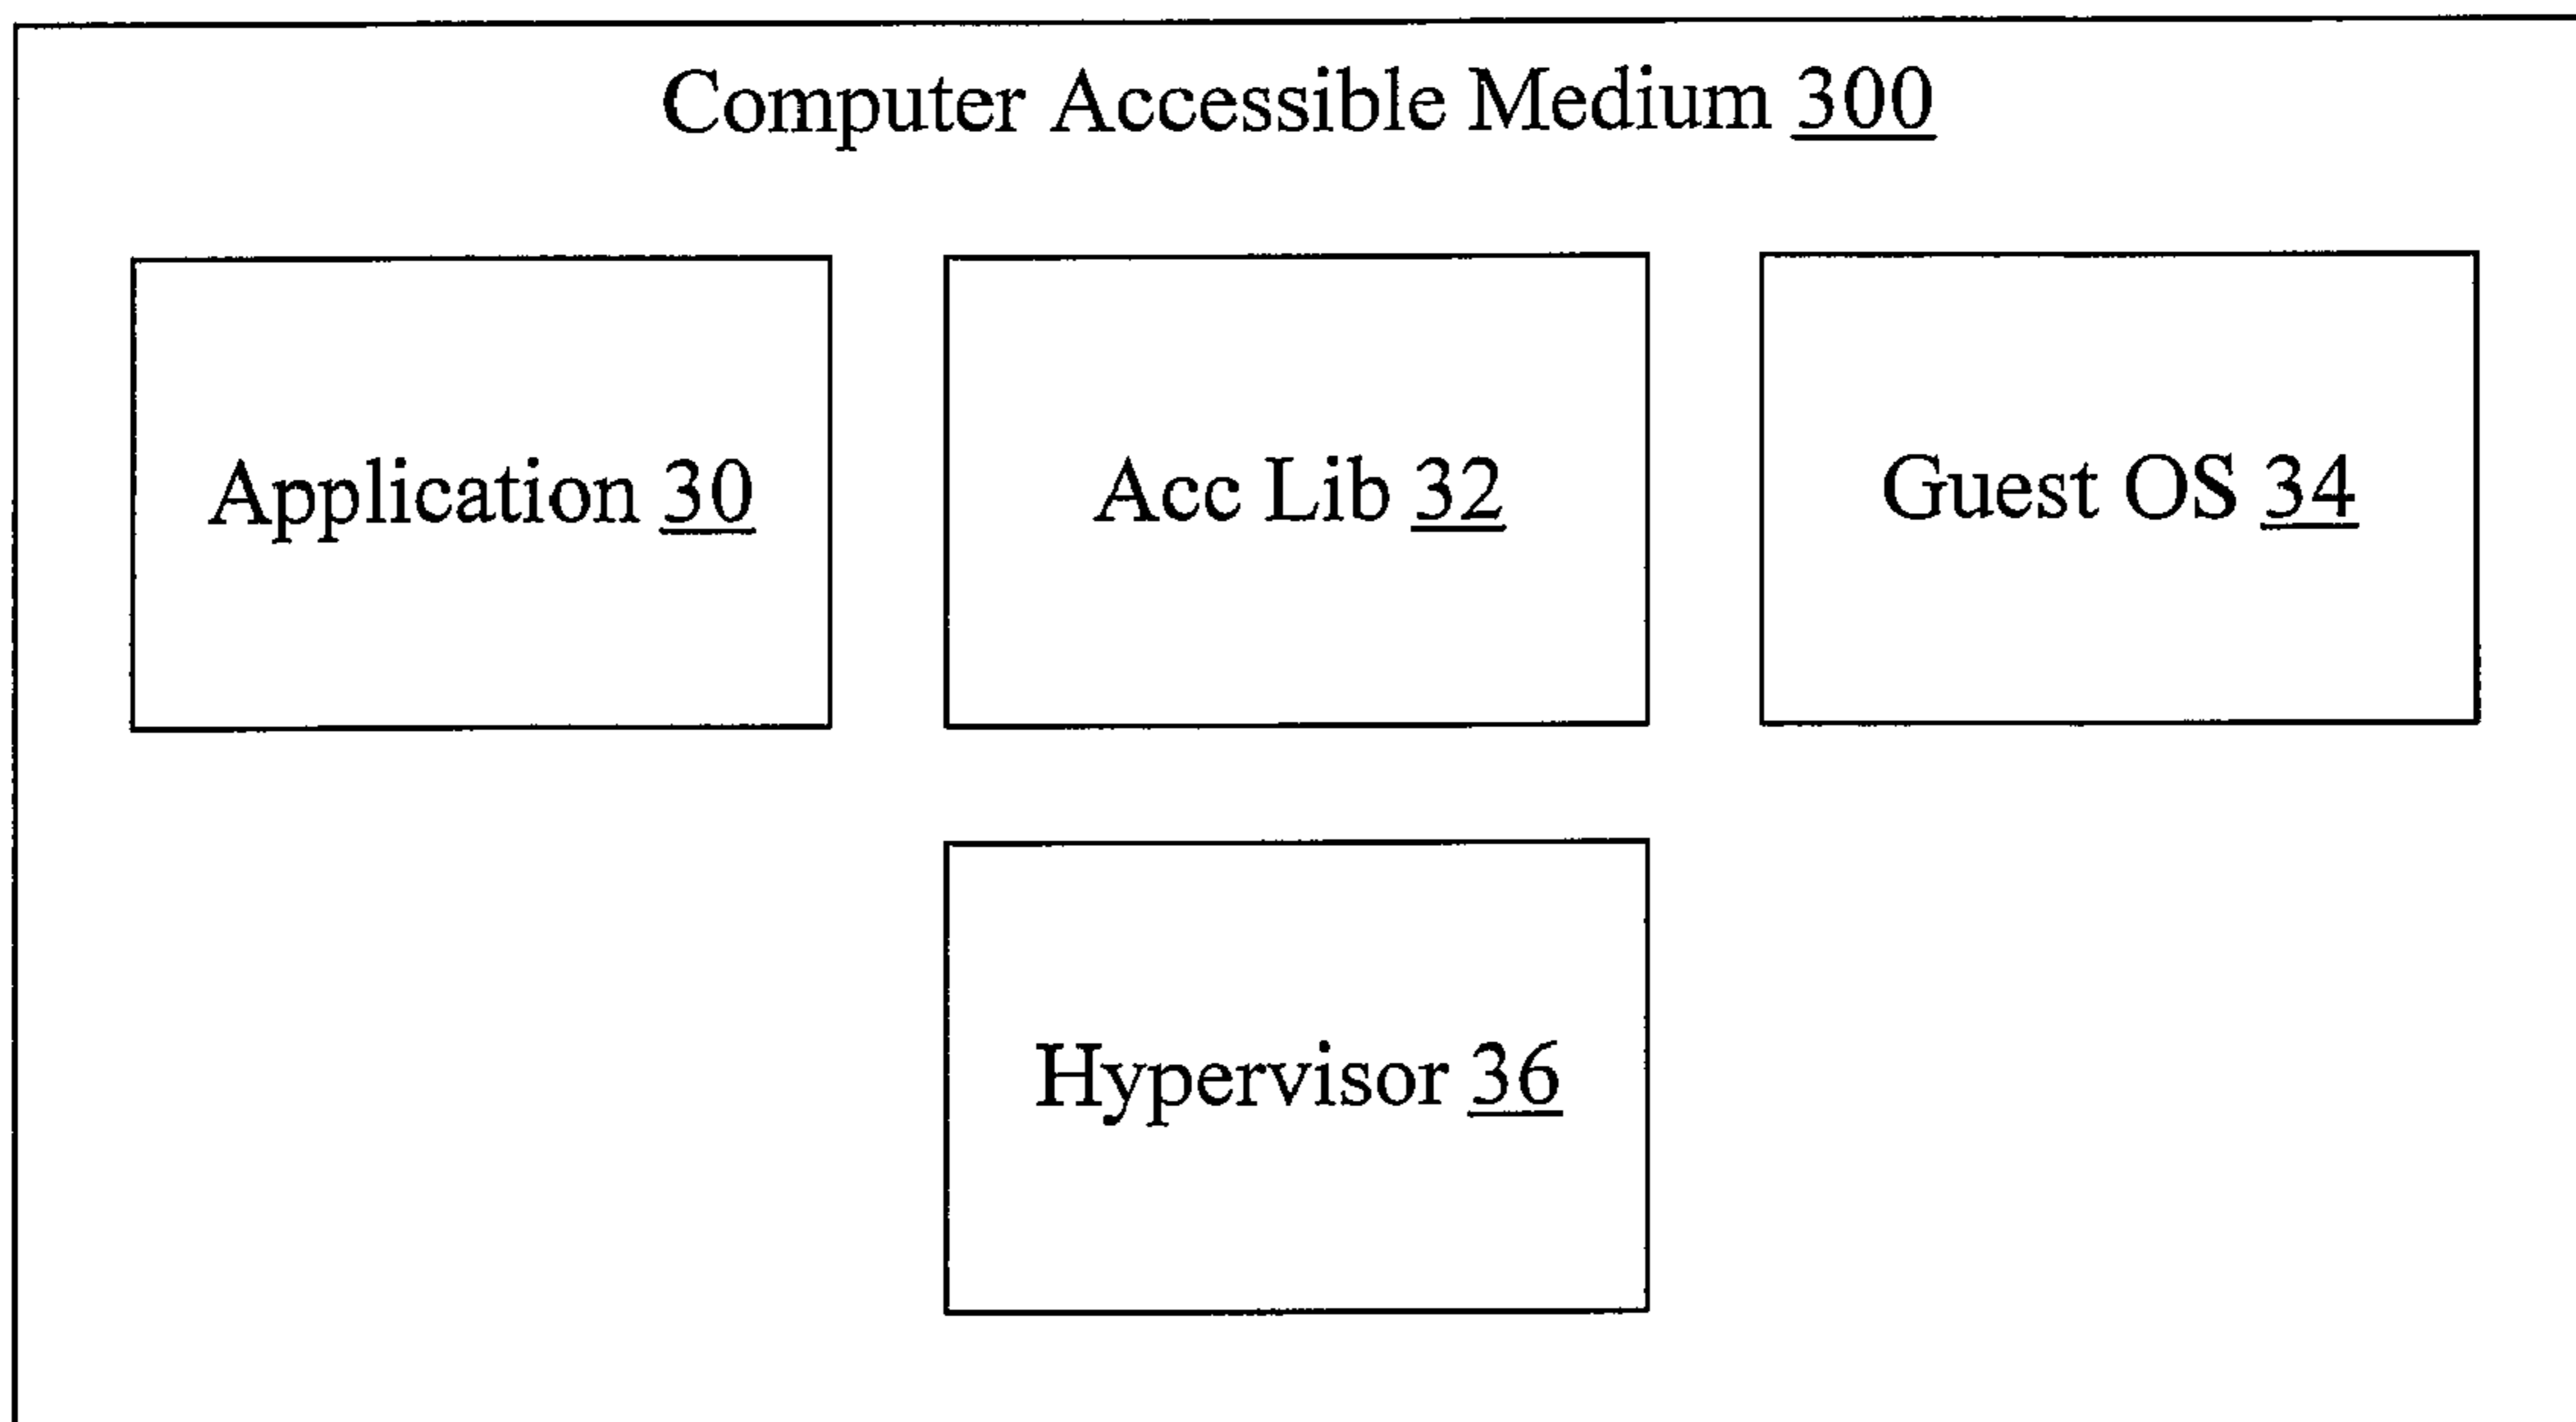 Computer Accessible Medium 300
Application 30
Acc Lib 32
Guest OS 34
Hypervisor 36